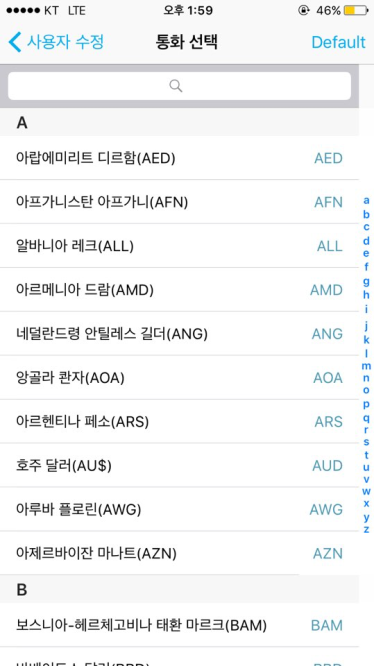 KT LTE 오후 1:59 46%
사용자 수정 통화 선택 Default
A
아랍에미리트 디르함(AED) AED
아프가니스탄 아프가니(AFN) AFN
알바니아 레크(ALL) ALL
아르메니아 드람(AMD) AMD
네덜란드령 안틸레스 길더(ANG) ANG
앙골라 콴자(AOA) AOA
아르헨티나 페소(ARS) ARS
호주 달러(AU$) AUD
아루바 플로린(AWG) AWG
아제르바이잔 마나트(AZN) AZN
B
보스니아-헤르체고비나 태환 마르크(BAM) BAM
a
b
c
d
e
f
g
h
i
j
k
l
m
n
o
p
q
r
s
t
u
v
w
x
y
z